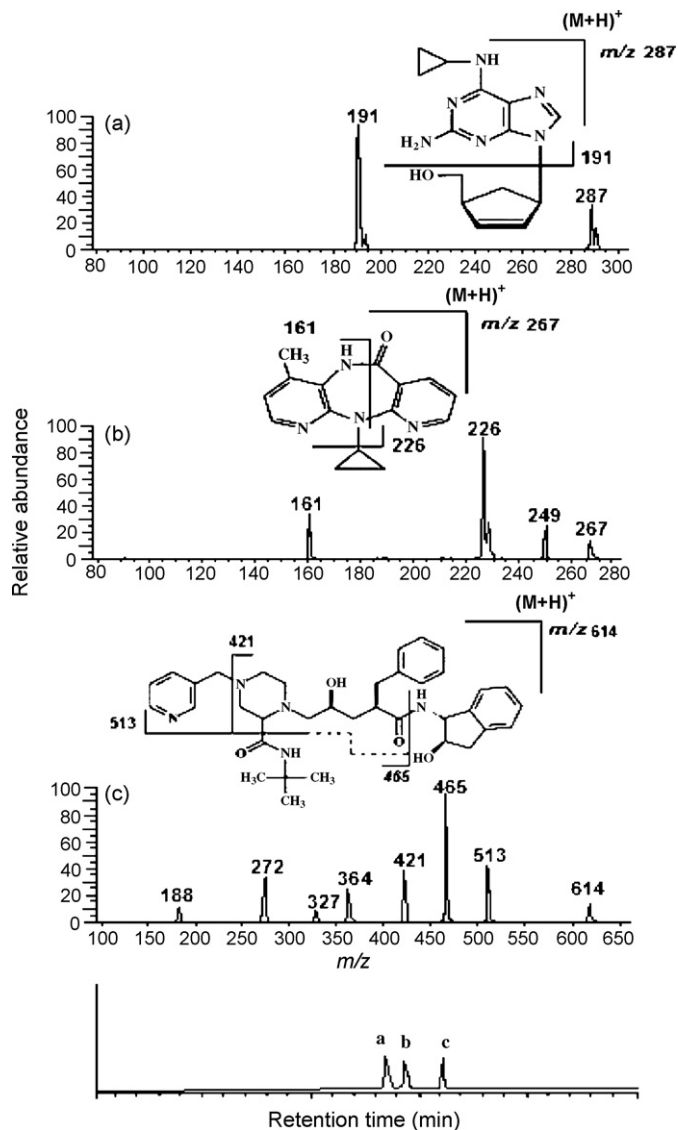 (M+H)+
m/z 287
NH
N
N
N
N
H₂N
HO
191
(a)
191
287
100
80
60
40
20
0
80 100 120 140 160 180 200 220 240 260 280 300
(M+H)+
m/z 267
161
H
N
O
CH₃
N
N
N
226
(b)
161
226
249
267
100
80
60
40
20
0
80 100 120 140 160 180 200 220 240 260 280
Relative abundance
(M+H)+
m/z 614
421
N
N
N
OH
H
N
O
HO
513
465
O
NH
H₃C
CH₃
CH₃
(c)
188
272
327
364
421
465
513
614
100
80
60
40
20
0
100 150 200 250 300 350 400 450 500 550 600 650
m/z
a b c
Retention time (min)